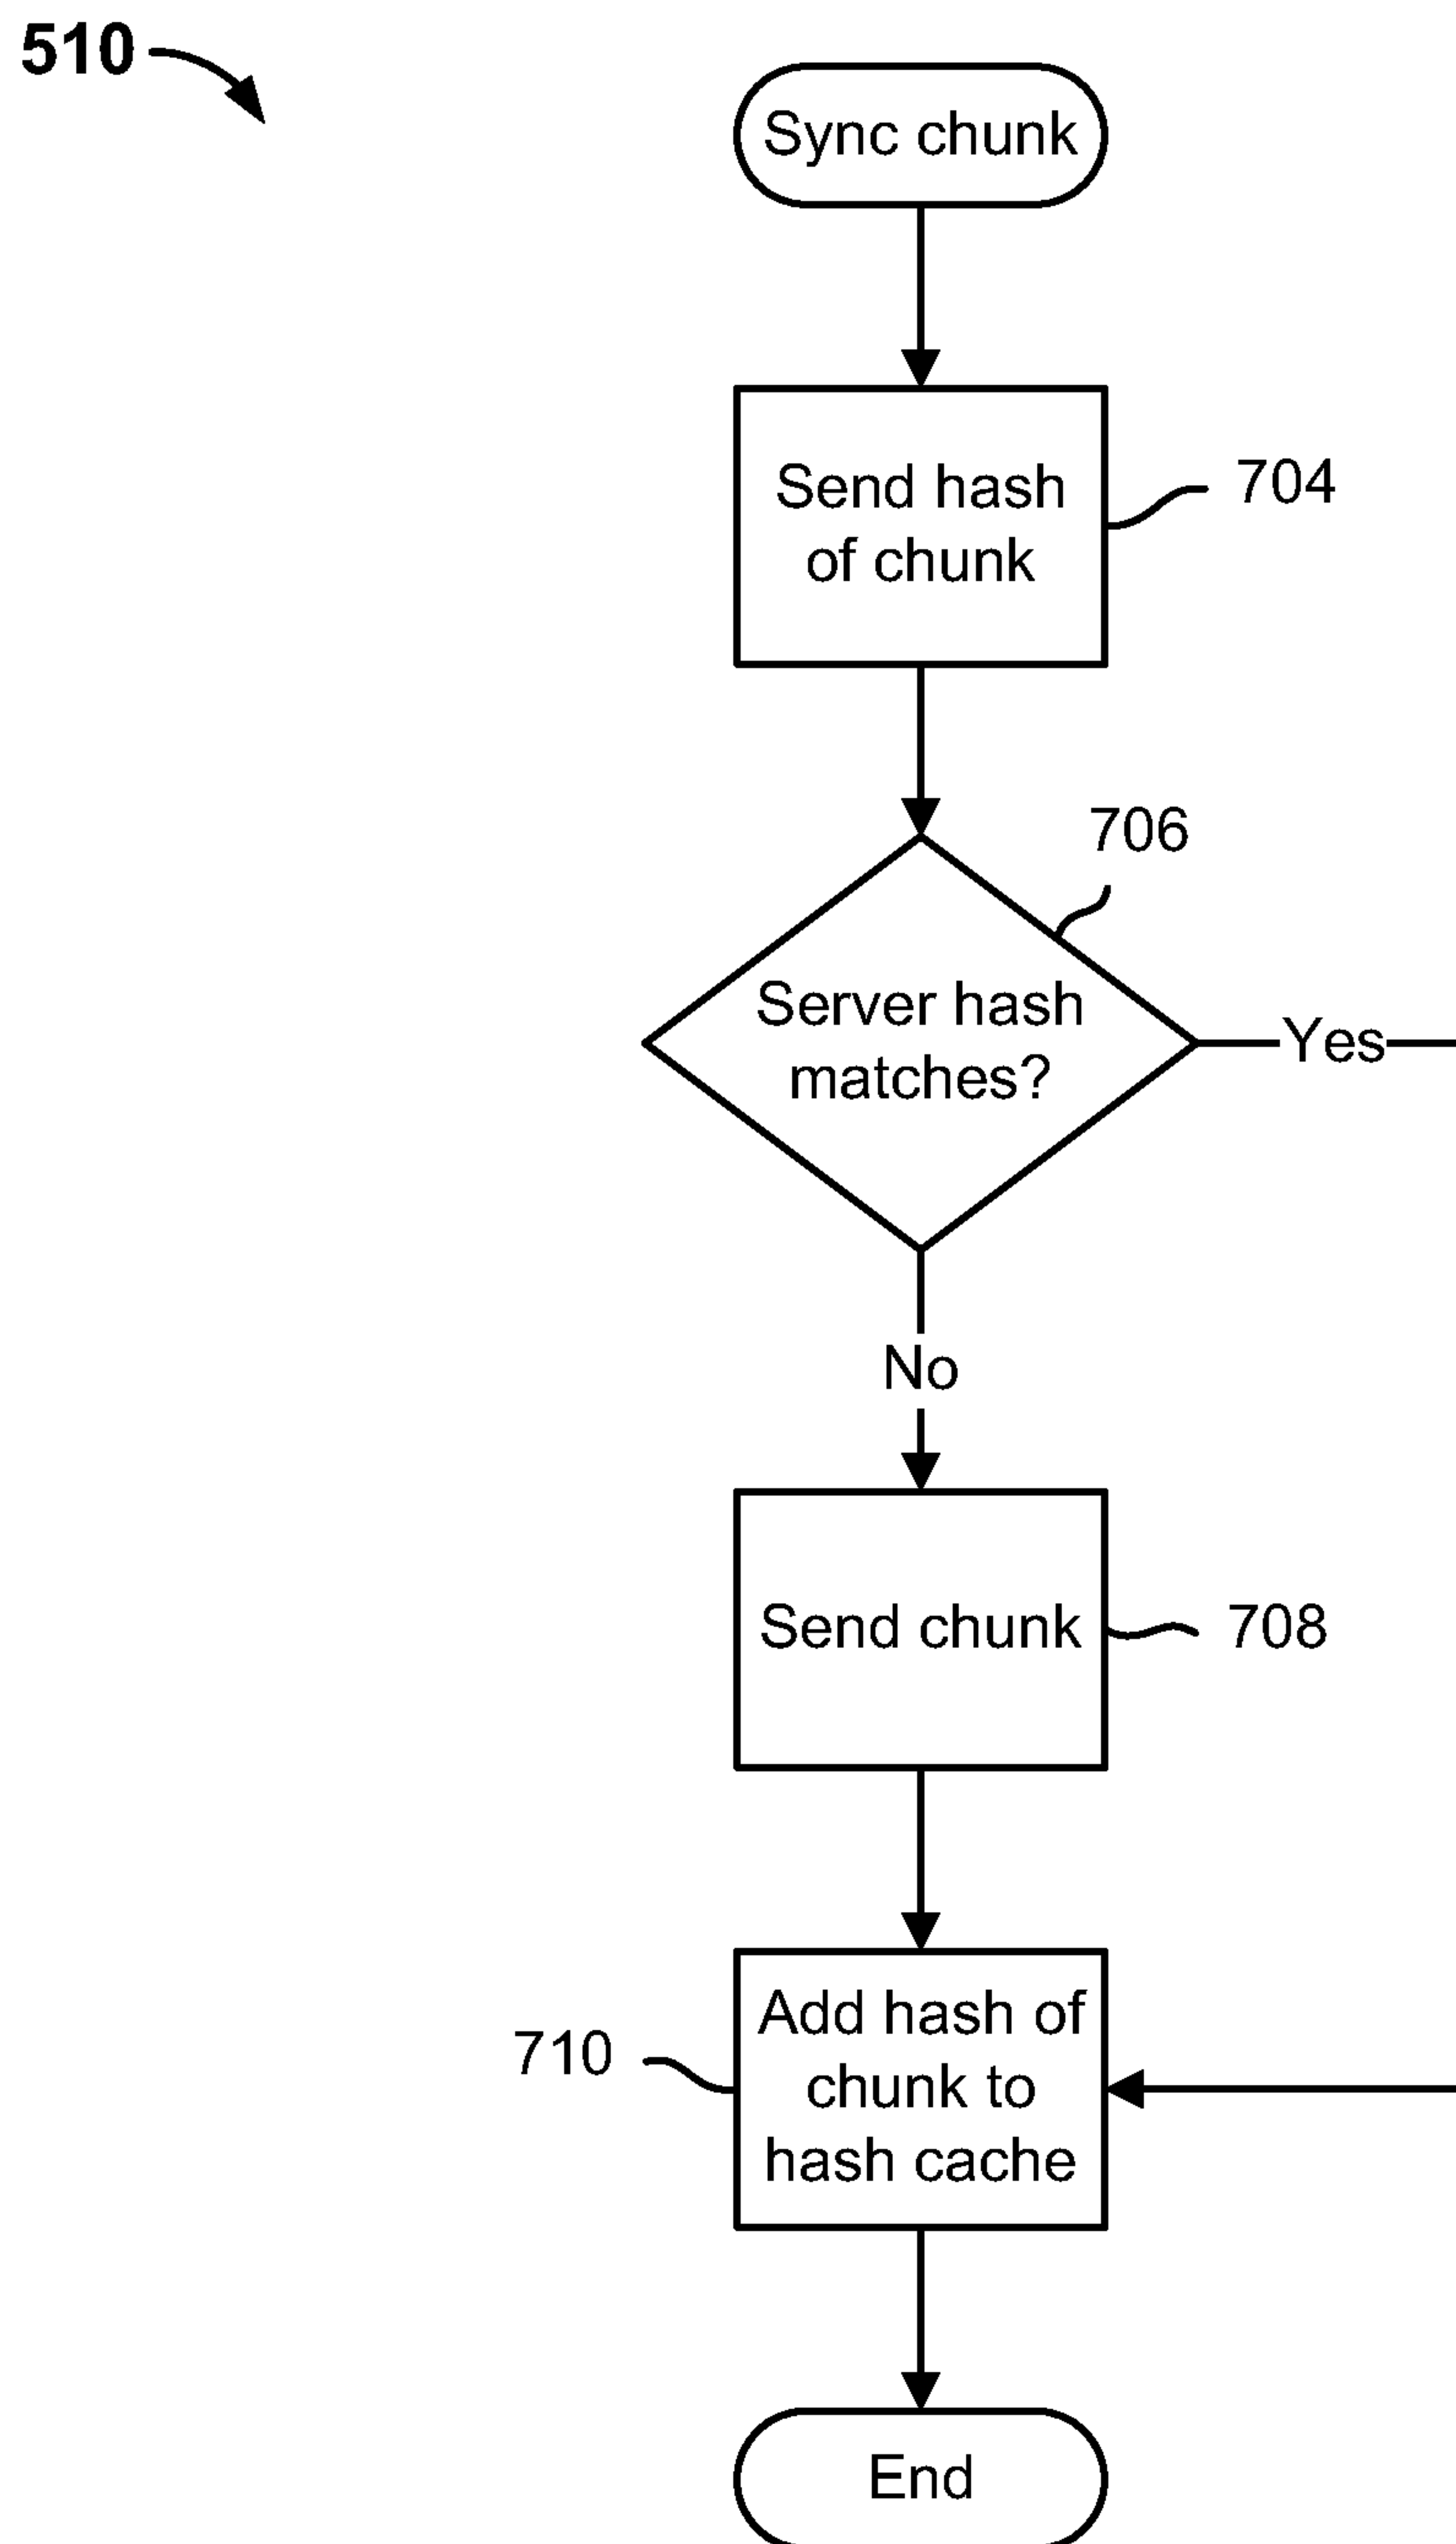 510
Sync chunk
Send hash
of chunk
704
706
Server hash
matches?
Yes
No
Send chunk
708
Add hash of
chunk to
hash cache
710
End